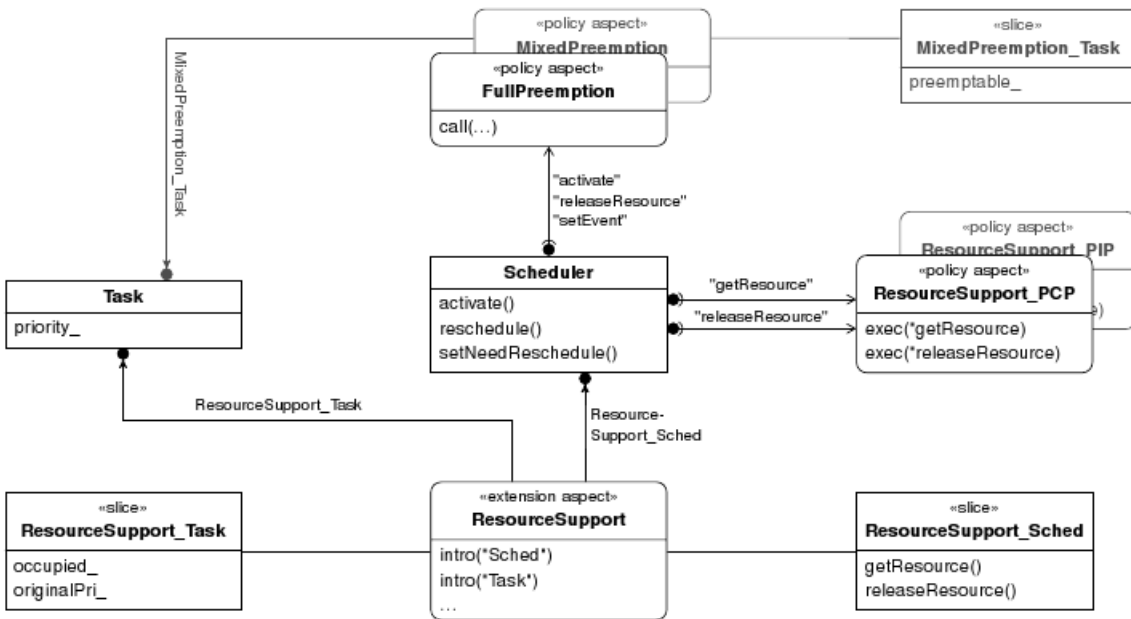 «policy aspect»
MixedPreemption
«slice»
MixedPreemption_Task
preemptable_
«policy aspect»
FullPreemption
call(...)
MixedPreemption_Task
"activate"
"releaseResource"
"setEvent"
«policy aspect»
ResourceSupport_PIP
Task
priority_
Scheduler
activate()
reschedule()
setNeedReschedule()
"getResource"
"releaseResource"
«policy aspect»
ResourceSupport_PCP
exec(*getResource)
exec(*releaseResource)
ResourceSupport_Task
Resource-
Support_Sched
«slice»
ResourceSupport_Task
occupied_
originalPri_
«extension aspect»
ResourceSupport
intro("Sched")
intro("Task")
...
«slice»
ResourceSupport_Sched
getResource()
releaseResource()